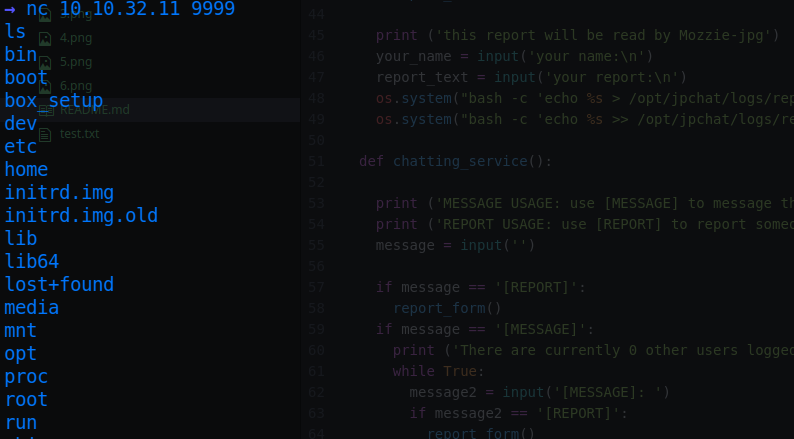 → nc 10.10.32.11 9999
ls
bin
boot
box_setup
dev
etc
home
initrd.img
initrd.img.old
lib
lib64
lost+found
media
mnt
opt
proc
root
run
3.png
4.png
5.png
6.png
README.md
test.txt
44
45 print ('this report will be read by Mozzie-jpg')
46 your_name = input('your name:\n')
47 report_text = input('your report:\n')
48 os.system("bash -c 'echo %s > /opt/jpchat/logs/rep
49 os.system("bash -c 'echo %s >> /opt/jpchat/logs/re
50
51 def chatting_service():
52
53 print ('MESSAGE USAGE: use [MESSAGE] to message th
54 print ('REPORT USAGE: use [REPORT] to report someo
55 message = input('')
56
57 if message == '[REPORT]':
58 report_form()
59 if message == '[MESSAGE]':
60 print ('There are currently 0 other users logged
61 while True:
62 message2 = input('[MESSAGE]: ')
63 if message2 == '[REPORT]':
64 report_form()